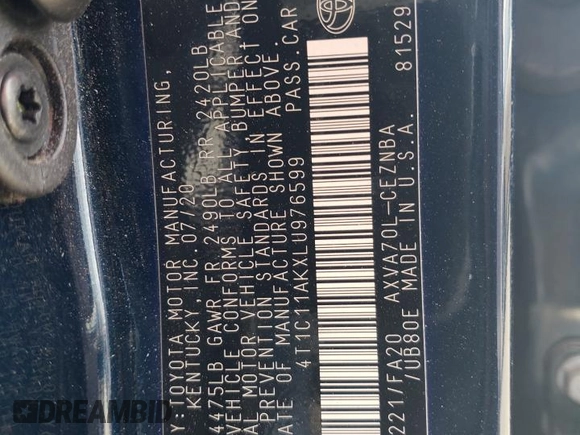 Y: TOYOTA MOTOR MANUFACTURING,
KENTUCKY, INC. 07/20
4475LB GAWR FR 2490LB RR 2420LB
VEHICLE CONFORMS TO ALL APPLICABLE
AL MOTOR VEHICLE SAFETY, BUMPER AND
PREVENTION STANDARDS IN EFFECT ON
ATE OF MANUFACTURE SHOWN ABOVE.
4T1C11AKXLU976599 PASS. CAR
221/FA20 AXVA70L-CEZNBA
/UB80E MADE IN U.S.A. 81529
DREAMBID